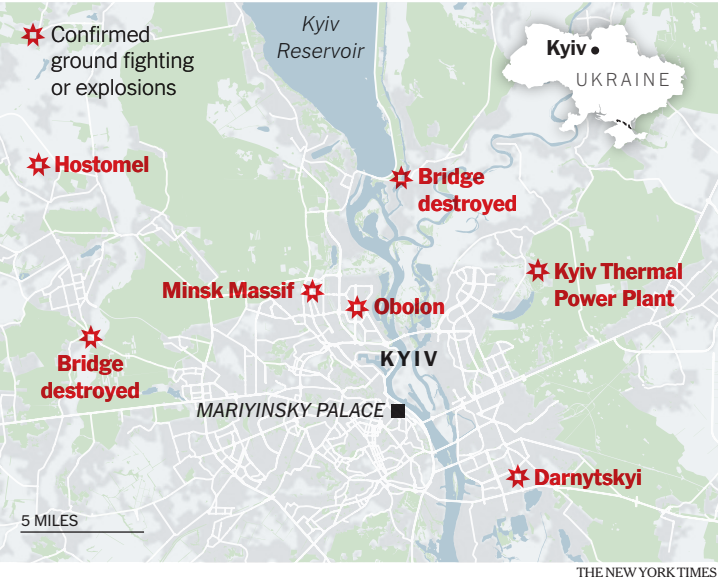 Confirmed
ground fighting
or explosions
Kyiv
Reservoir
Kyiv
UKRAINE
Hostomel
Bridge
destroyed
Kyiv Thermal
Power Plant
Minsk Massif
Obolon
Bridge
destroyed
KYIV
MARIYINSKY PALACE
Darnytskyi
5 MILES
THE NEW YORK TIMES